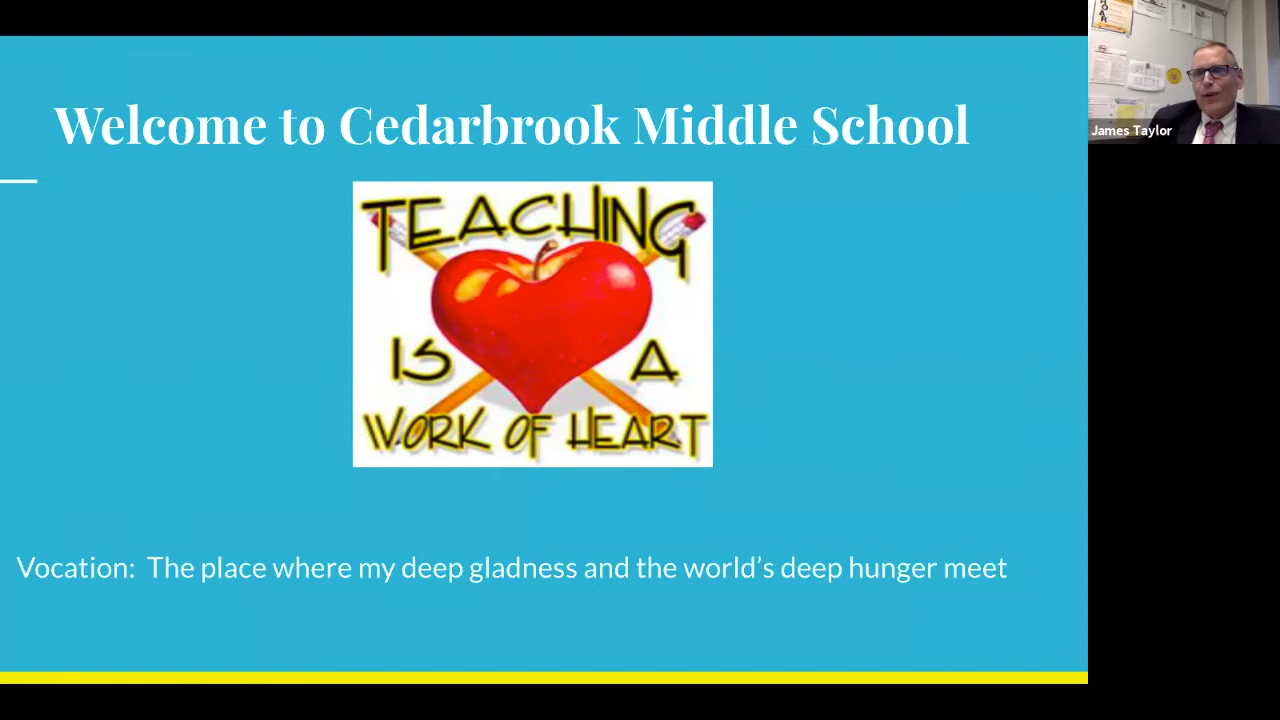 Welcome to Cedarbrook Middle School
TEACHING
IS A
WORK OF HEART
Vocation:  The place where my deep gladness and the world’s deep hunger meet
James Taylor